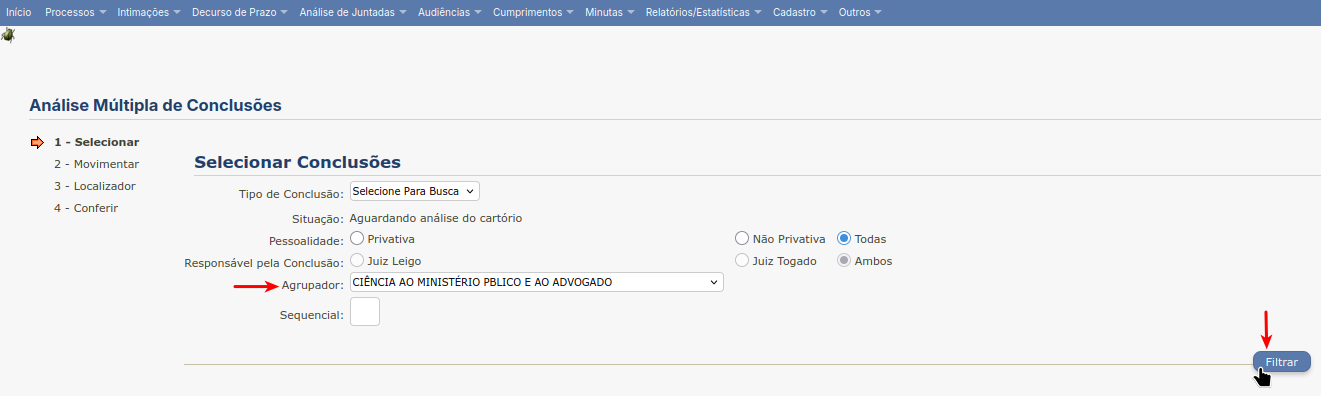 Início Processos Intimações Decurso de Prazo Análise de Juntadas Audiências Cumprimentos Minutas Relatórios/Estatísticas Cadastro Outros
Análise Múltipla de Conclusões
1 - Selecionar
2 - Movimentar
3 - Localizador
4 - Conferir
Selecionar Conclusões
Tipo de Conclusão: Selecione Para Busca
Situação: Aguardando análise do cartório
Pessoalidade: Privativa Não Privativa Todas
Responsável pela Conclusão: Juiz Leigo Juiz Togado Ambos
Agrupador: CIÊNCIA AO MINISTÉRIO PBLICO E AO ADVOGADO
Sequencial:
Filtrar